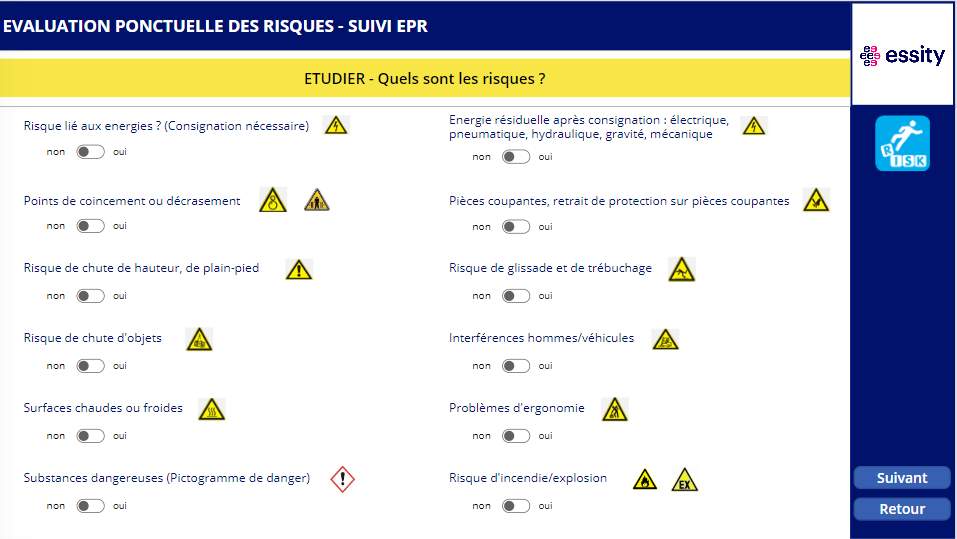 EVALUATION PONCTUELLE DES RISQUES - SUIVI EPR
essity
ETUDIER - Quels sont les risques ?
Risque lié aux energies ? (Consignation nécessaire)
non oui
Energie résiduelle après consignation : électrique,
pneumatique, hydraulique, gravité, mécanique
non oui
RISK
Points de coincement ou décrasement
non oui
Pièces coupantes, retrait de protection sur pièces coupantes
non oui
Risque de chute de hauteur, de plain-pied
non oui
Risque de glissade et de trébuchage
non oui
Risque de chute d'objets
non oui
Interférences hommes/véhicules
non oui
Surfaces chaudes ou froides
non oui
Problèmes d'ergonomie
non oui
Substances dangereuses (Pictogramme de danger)
non oui
Risque d'incendie/explosion
EX
non oui
Suivant
Retour